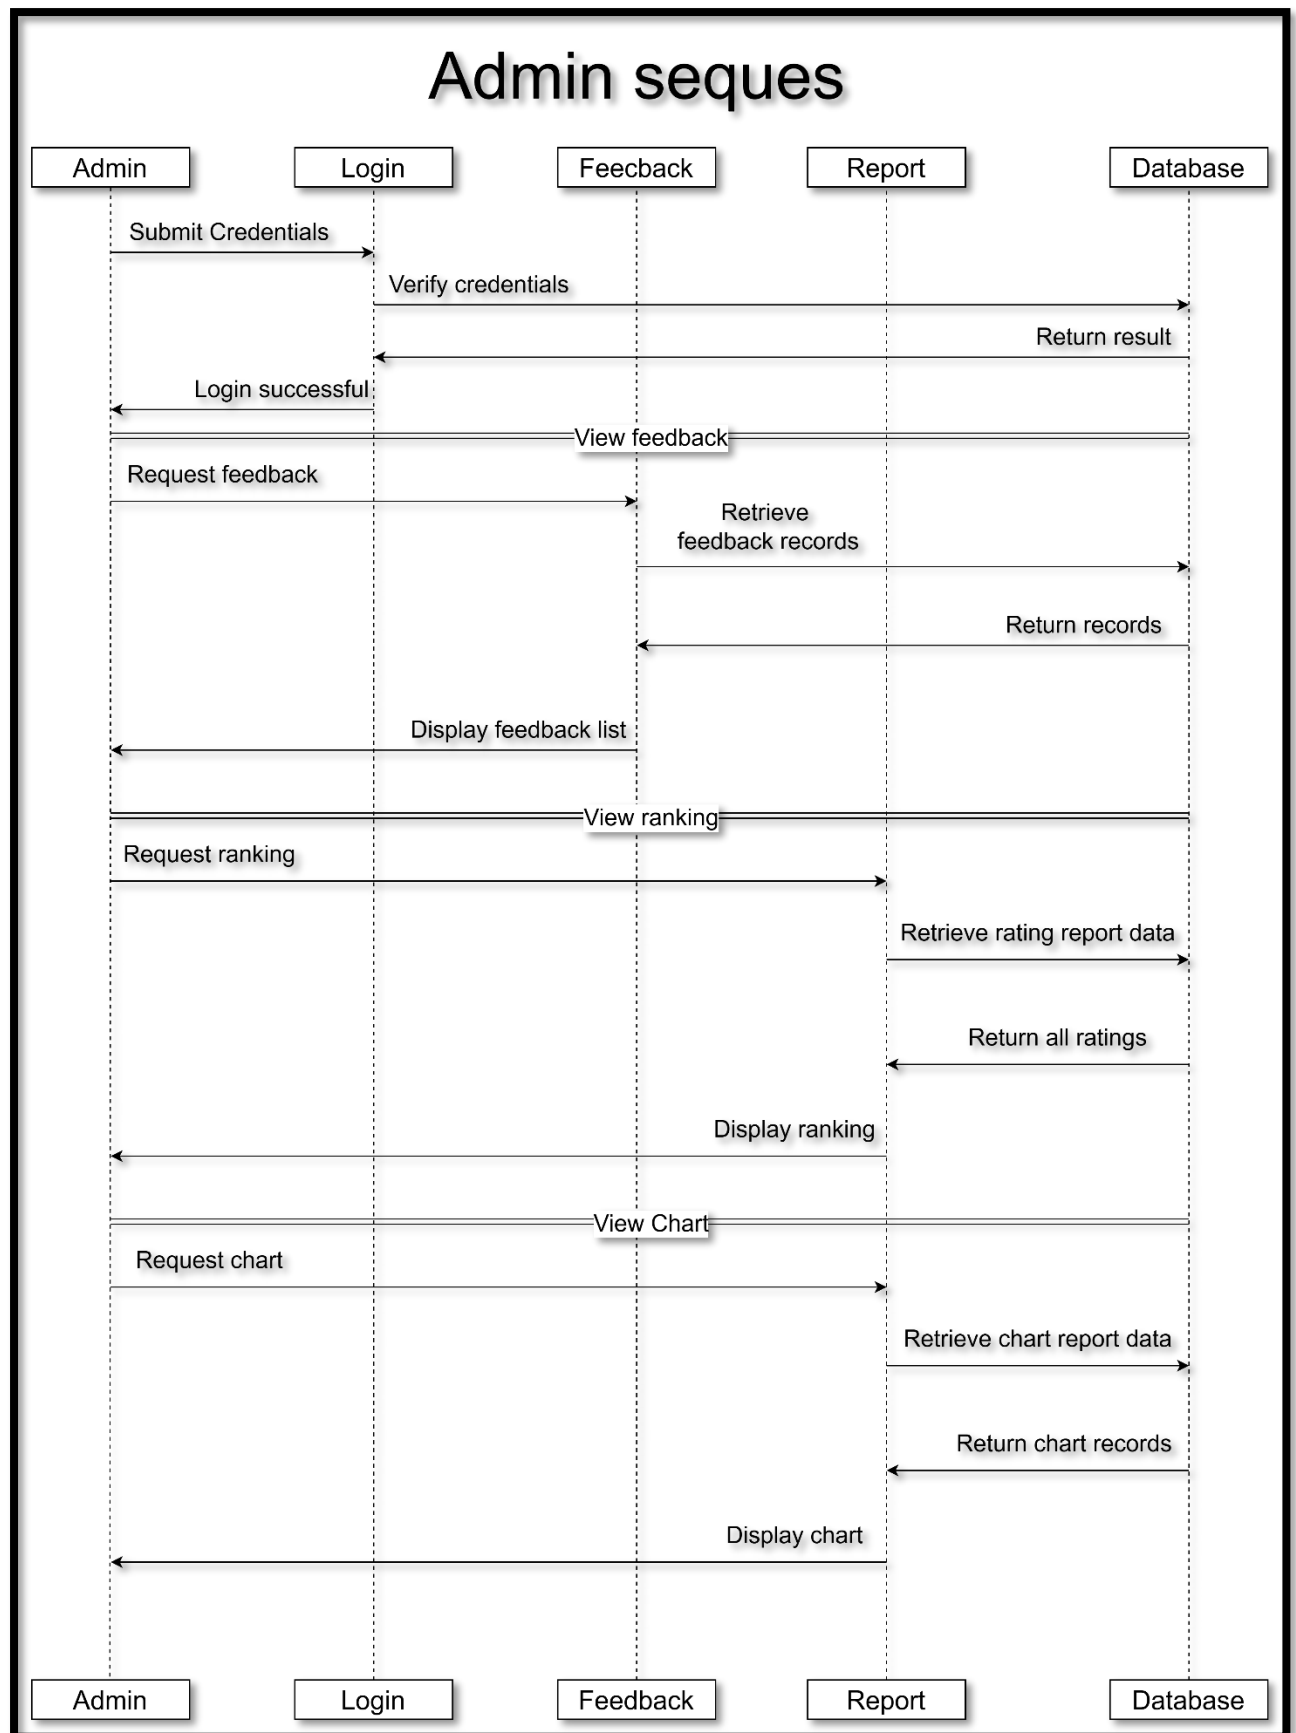 Admin seques
Admin
Login
Feecback
Report
Database
Submit Credentials
Verify credentials
Return result
Login successful
View feedback
Request feedback
Retrieve
feedback records
Return records
Display feedback list
View ranking
Request ranking
Retrieve rating report data
Return all ratings
Display ranking
View Chart
Request chart
Retrieve chart report data
Return chart records
Display chart
Admin
Login
Feedback
Report
Database